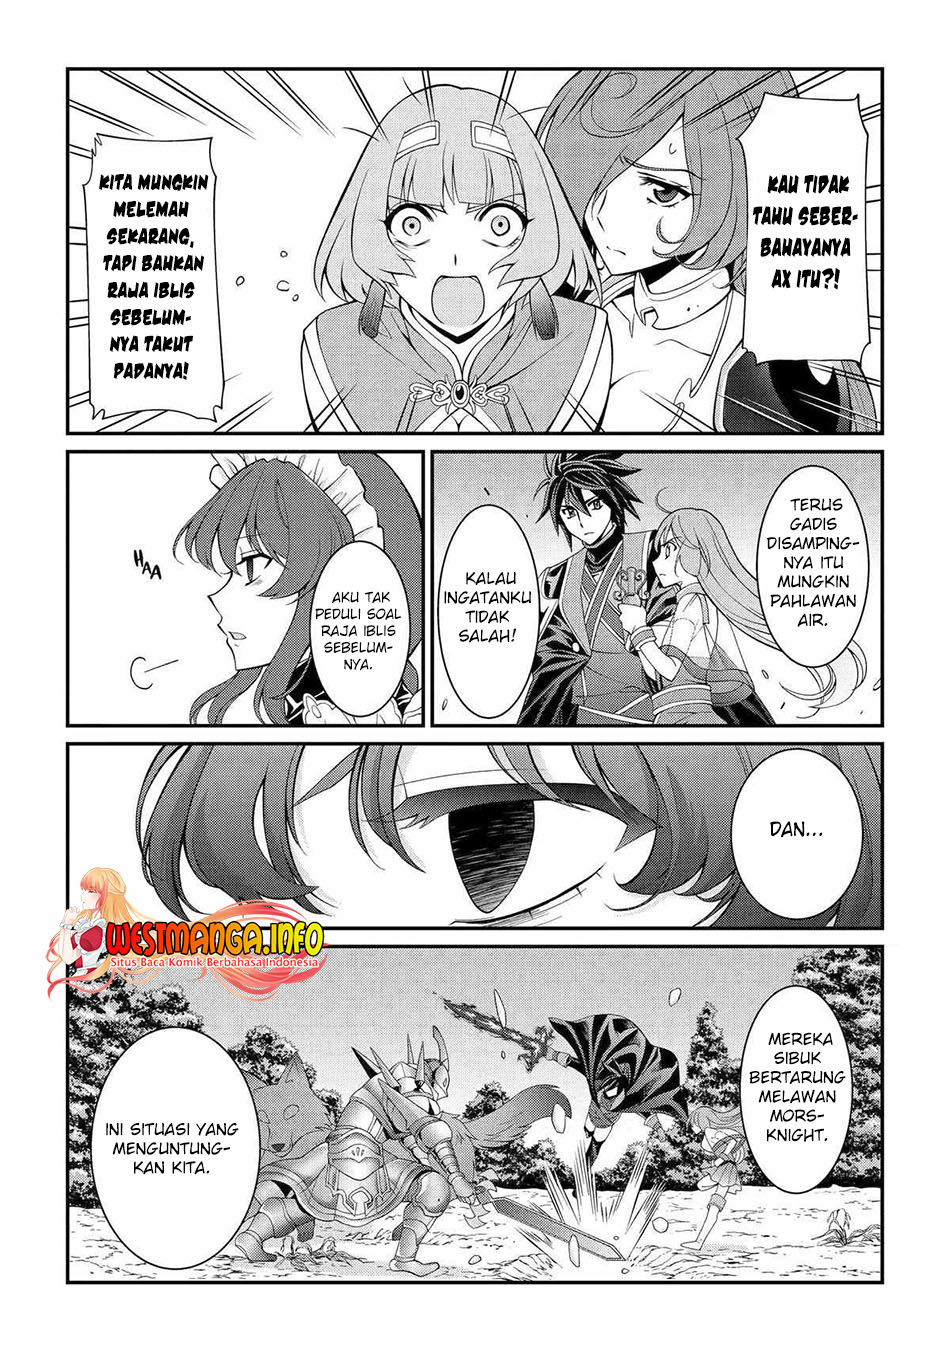 KAU TIDAK
TAHU SEBER-
BAHAYANYA
AX ITU?!
KITA MUNGKIN
MELEMAH
SEKARANG,
TAPI BAHKAN
RAJA IBLIS
SEBELUM-
NYA TAKUT
PADANYA!
TERUS
GADIS
DISAMPING-
NYA ITU
MUNGKIN
PAHLAWAN
AIR.
KALAU
INGATANKU
TIDAK
SALAH!
AKU TAK
PEDULI SOAL
RAJA IBLIS
SEBELUM-
NYA.
HAA
DAN...
WESTMANGA.INFO
Situs Baca Komik Berbahasa Indonesia
MEREKA
SIBUK
BERTARUNG
MELAWAN
MORS-
KNIGHT.
INI SITUASI YANG
MENGUNTUNG-
KAN KITA.